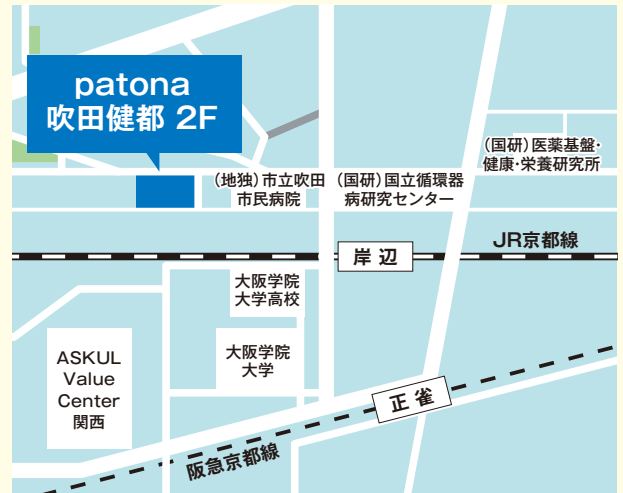 patona
吹田健都 2F
(国研)医薬基盤・
健康・栄養研究所
(地独)市立吹田
市民病院
(国研)国立循環器
病研究センター
JR京都線
岸辺
大阪学院
大学高校
大阪学院
大学
ASKUL
Value
Center
関西
正雀
阪急京都線